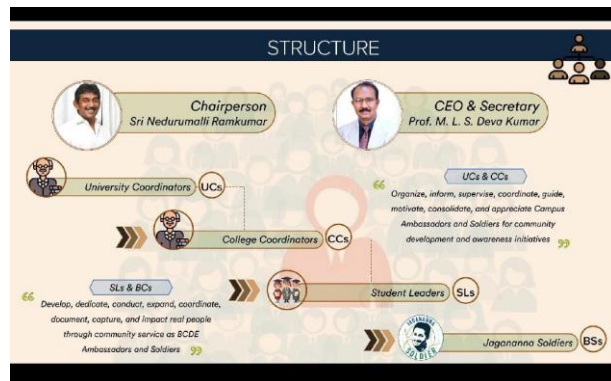 STRUCTURE
Chairperson
Sri Nedurumalli Ramkumar
CEO & Secretary
Prof. M. L. S. Deva Kumar
University Coordinators
UCs
College Coordinators
CCs
UCs & CCs
Organize, inform, supervise, coordinate, guide,
motivate, consolidate, and appreciate Campus
Ambassadors and Soldiers for community
development and awareness initiatives
SLs & BCs
Develop, dedicate, conduct, expand, coordinate,
document, capture, and impact real people
through community service as BCDE
Ambassadors and Soldiers
Student Leaders
SLs
JAGANANNA
SOLDIER
Jagananna Soldiers
BSs